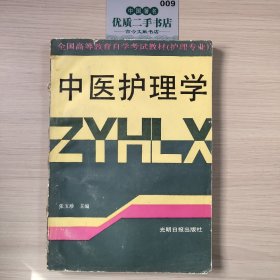 009
优质二手书店
全国高等教育自学考试教材(护理专业)
中医护理学
ZYHLX
张玉珍 主编
光明日报出版社